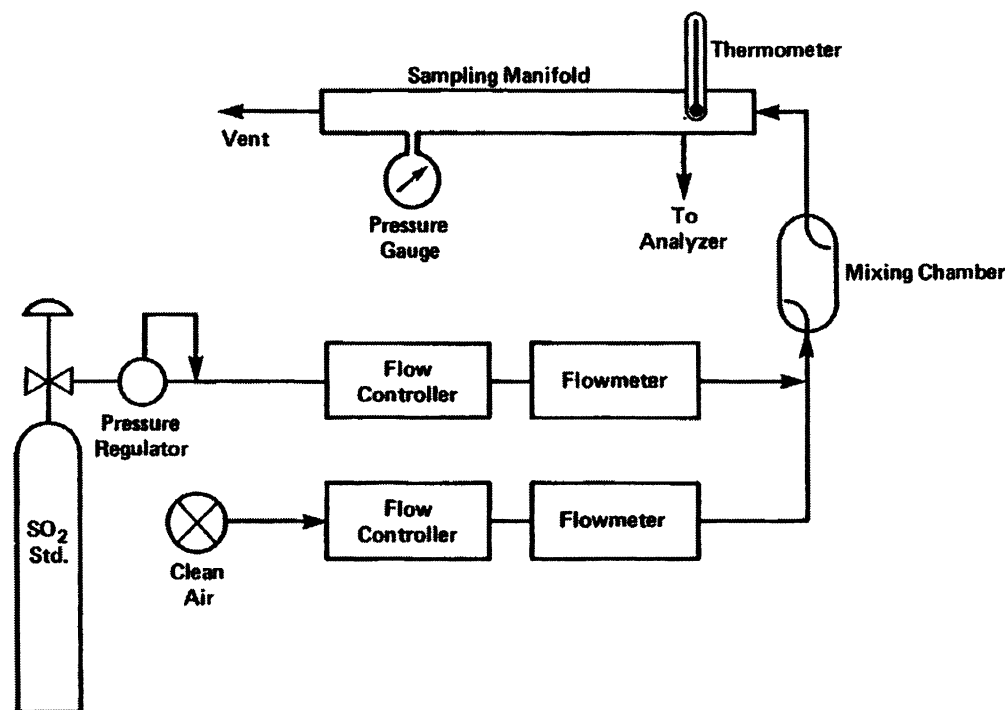 Thermometer
Sampling Manifold
Vent
Pressure
Gauge
To
Analyzer
Mixing Chamber
Flow
Controller
Flowmeter
Pressure
Regulator
Flow
Controller
Flowmeter
SO2
Std.
Clean
Air